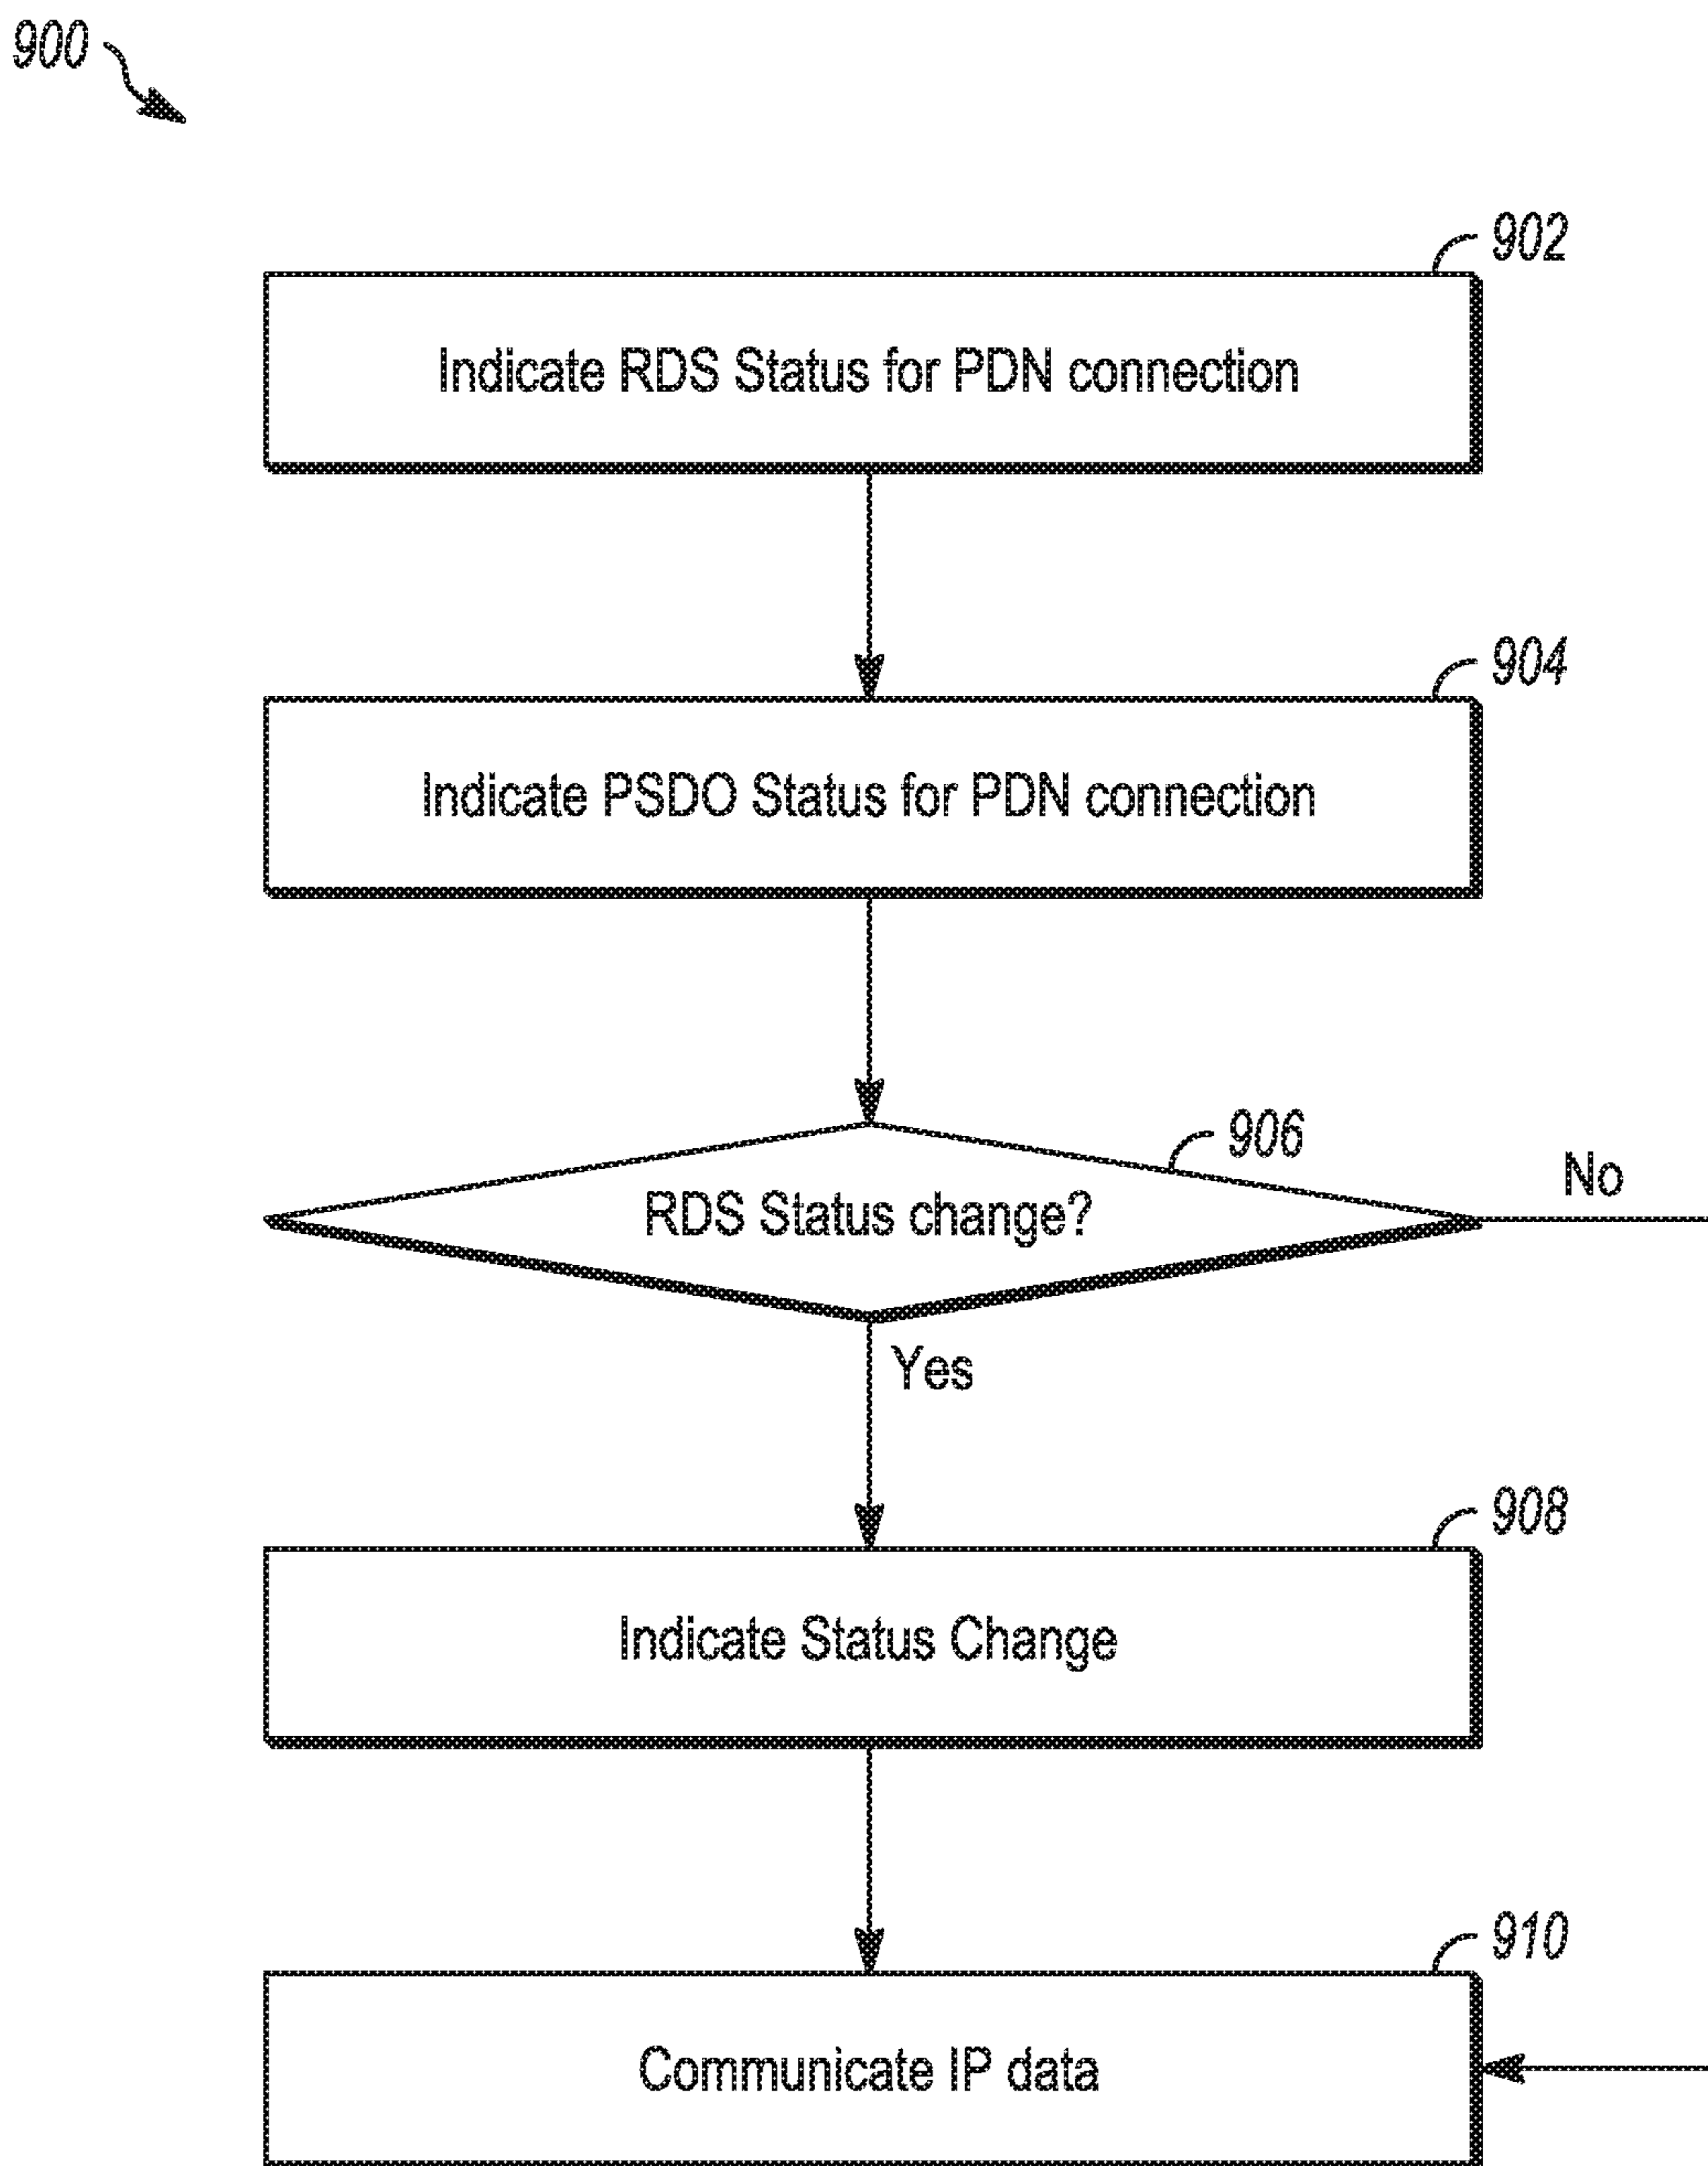 900
902
Indicate RDS Status for PDN connection
904
Indicate PSDO Status for PDN connection
906
RDS Status change?
No
Yes
908
Indicate Status Change
910
Communicate IP data